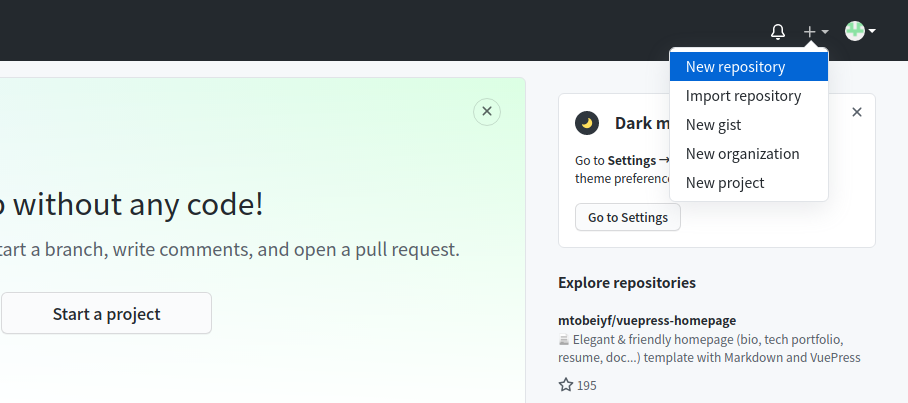 New repository
Import repository
New gist
New organization
New project
without any code!
tart a branch, write comments, and open a pull request.
Start a project
Dark m
Go to Settings →
theme preferenc
Go to Settings
Explore repositories
mtobeiyf/vuepress-homepage
Elegant & friendly homepage (bio, tech portfolio,
resume, doc...) template with Markdown and VuePress
195